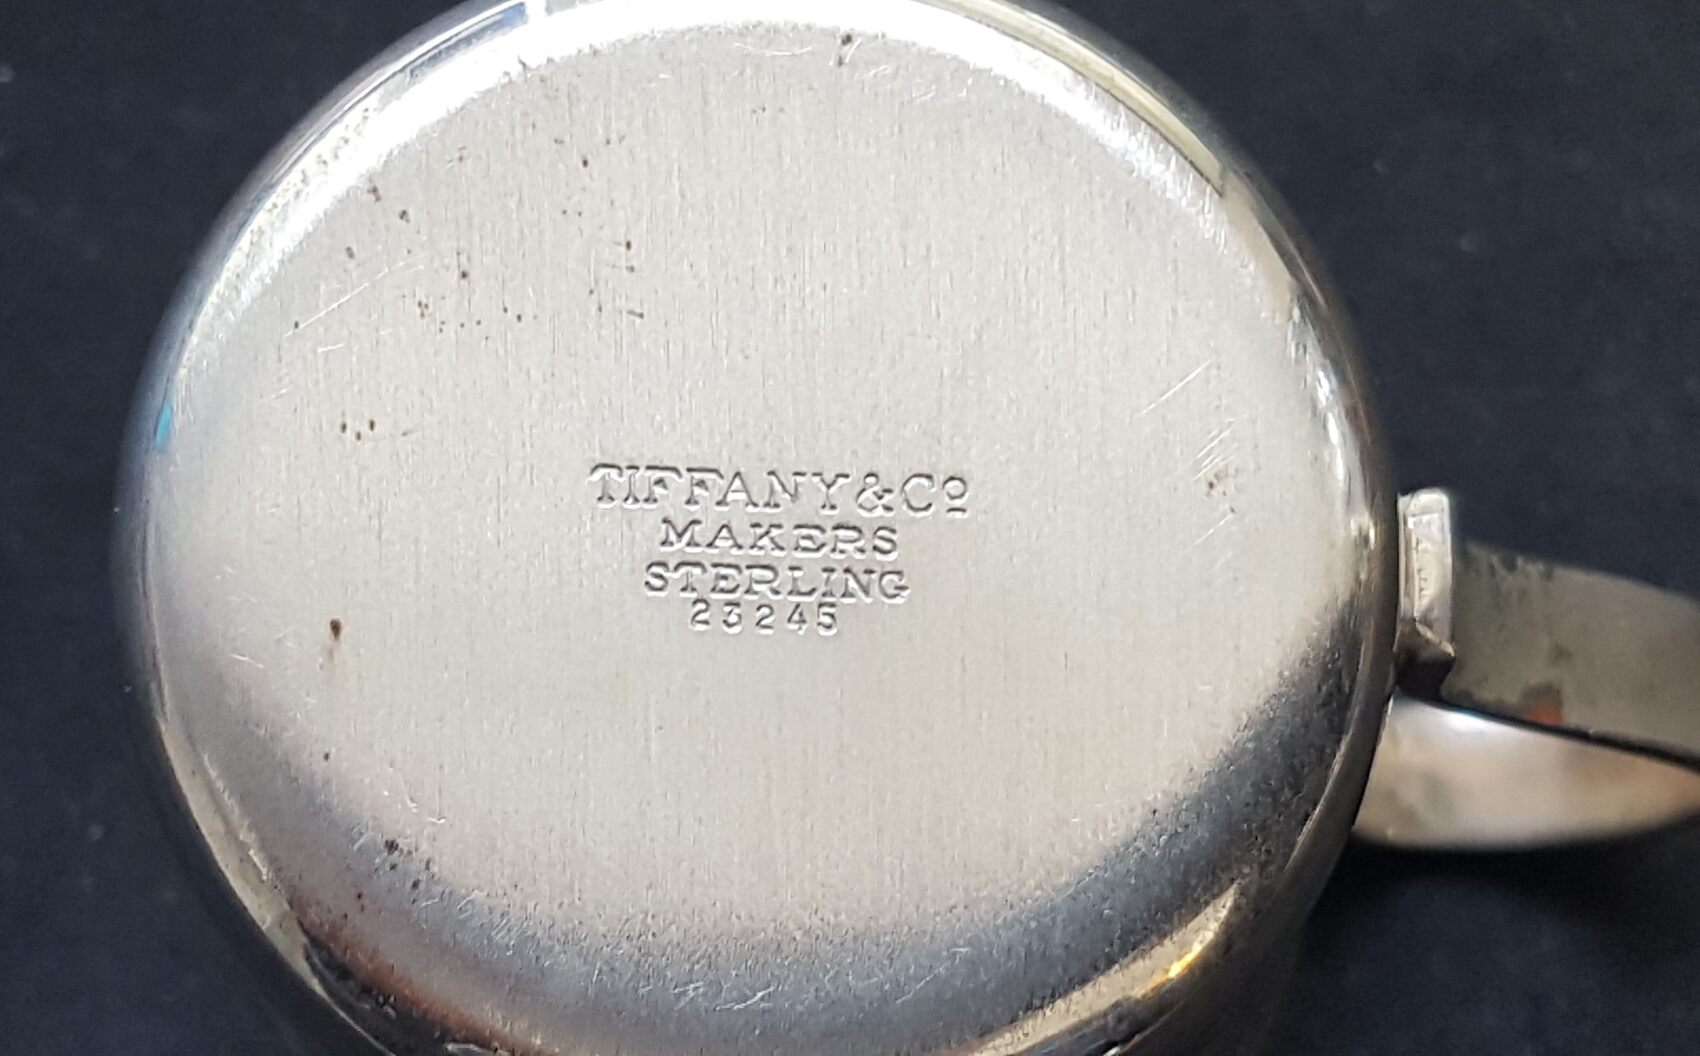 TIFFANY & Cº
MAKERS
STERLING
23245